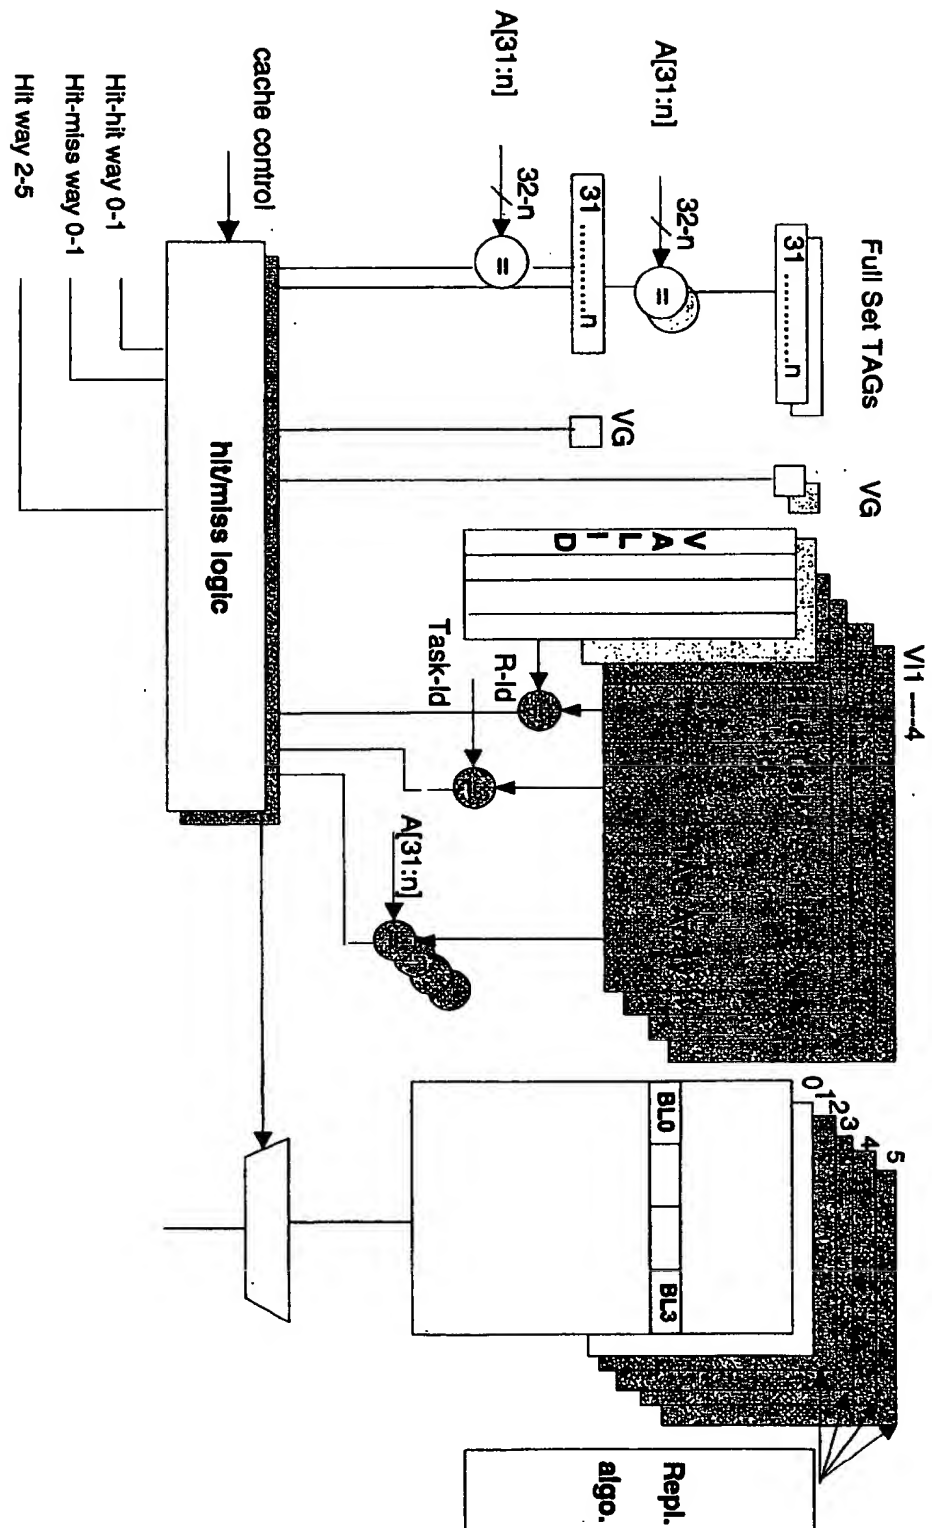 Full Set TAGs
VG
VI1 ----4
0
1
2
3
4
5
31 ............n
A[31:n]
32-n
=
31 ............n
VG
VALID
A[31:n]
32-n
=
R-Id
Task-Id
A[31:n]
BL0
BL3
Repl.
algo.
cache control
hit/miss logic
Hit-hit way 0-1
Hit-miss way 0-1
Hit way 2-5